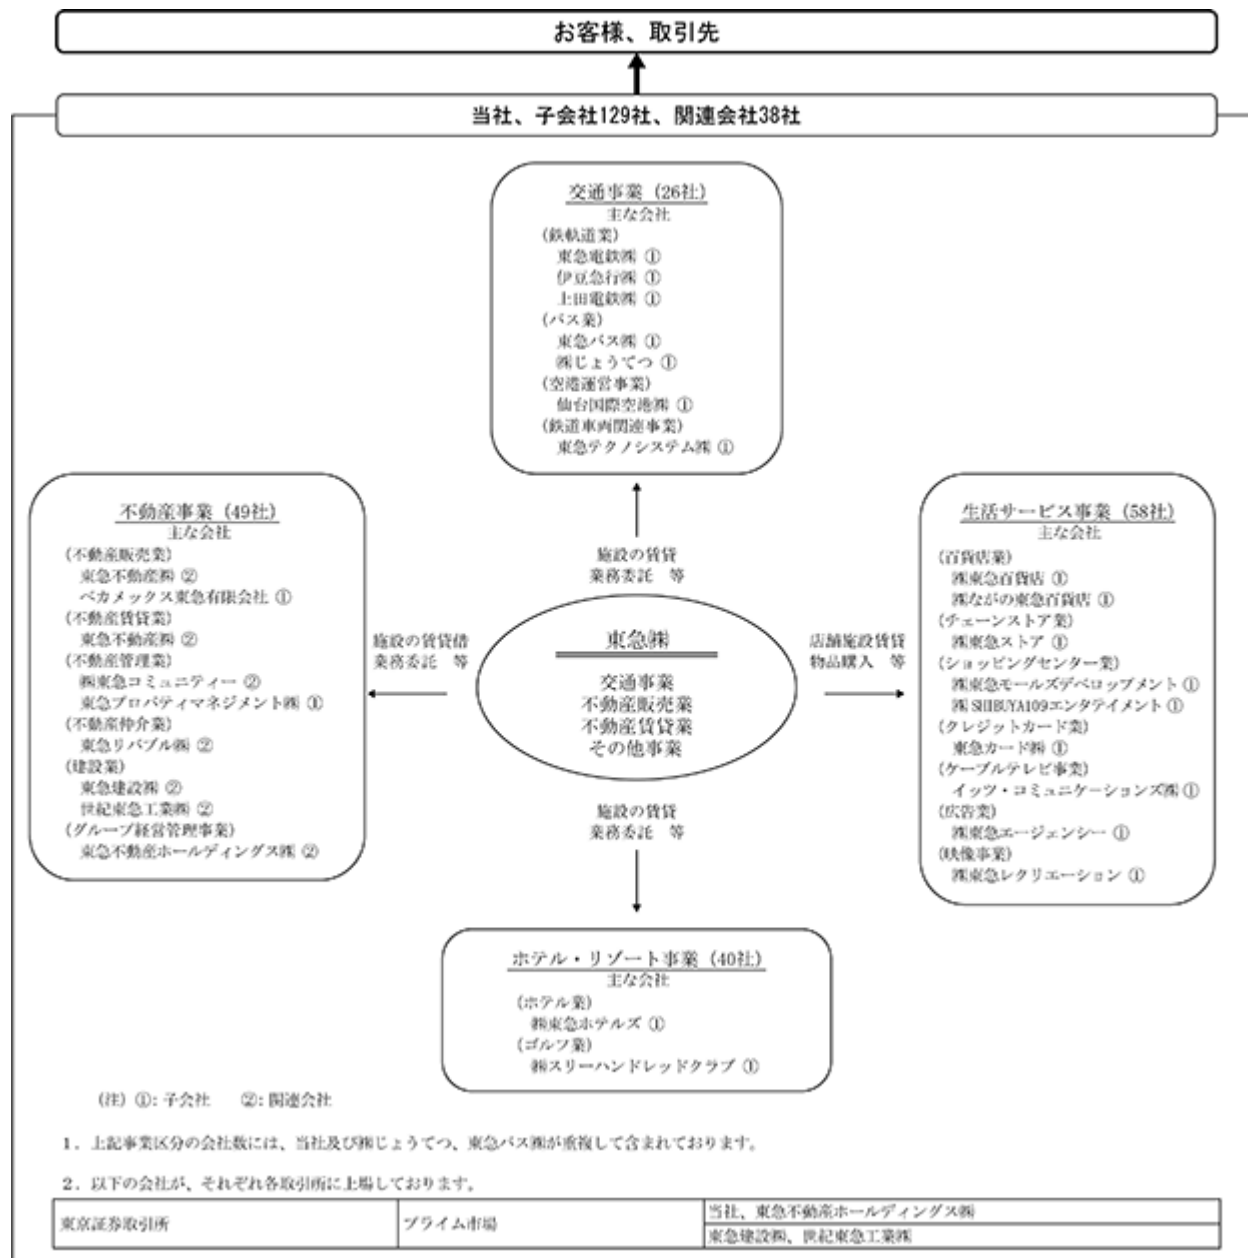 お客様、取引先
当社、子会社129社、関連会社38社
交通事業（26社）
主な会社
(鉄軌道業)
東急電鉄㈱ ①
伊豆急行㈱ ①
上田電鉄㈱ ①
(バス業)
東急バス㈱ ①
㈱じょうてつ ①
(空港運営事業)
仙台国際空港㈱ ①
(鉄道車両関連事業)
東急テクノシステム㈱ ①
施設の賃貸
業務委託　等
不動産事業（49社）
主な会社
(不動産販売業)
東急不動産㈱ ②
ベカメックス東急有限会社 ①
(不動産賃貸業)
東急不動産㈱ ②
(不動産管理業)
㈱東急コミュニティー ②
東急プロパティマネジメント㈱ ①
(不動産仲介業)
東急リバブル㈱ ②
(建設業)
東急建設㈱ ②
世紀東急工業㈱ ②
(グループ経営管理事業)
東急不動産ホールディングス㈱ ②
施設の賃貸借
業務委託　等
東急㈱
交通事業
不動産販売業
不動産賃貸業
その他事業
店舗施設賃貸
物品購入　等
生活サービス事業（58社）
主な会社
(百貨店業)
㈱東急百貨店 ①
㈱ながの東急百貨店 ①
(チェーンストア業)
㈱東急ストア ①
(ショッピングセンター業)
㈱東急モールズデベロップメント ①
㈱SHIBUYA109エンタテイメント ①
(クレジットカード業)
東急カード㈱ ①
(ケーブルテレビ事業)
イッツ・コミュニケーションズ㈱ ①
(広告業)
㈱東急エージェンシー ①
(映像事業)
㈱東急レクリエーション ①
施設の賃貸
業務委託　等
ホテル・リゾート事業（40社）
主な会社
(ホテル業)
㈱東急ホテルズ ①
(ゴルフ業)
㈱スリーハンドレッドクラブ ①
(注) ①: 子会社　②: 関連会社
1．上記事業区分の会社数には、当社及び㈱じょうてつ、東急バス㈱が重複して含まれております。
2．以下の会社が、それぞれ各取引所に上場しております。
東京証券取引所
プライム市場
当社、東急不動産ホールディングス㈱
東急建設㈱、世紀東急工業㈱